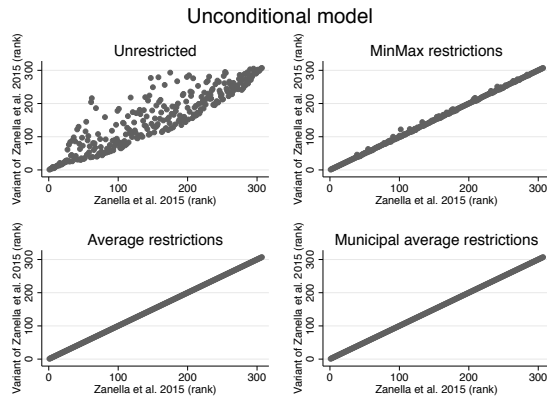 Unconditional model
Unrestricted
Variant of Zanella et al. 2015 (rank)
300
200
100
0
0 100 200 300
Zanella et al. 2015 (rank)
MinMax restrictions
Variant of Zanella et al. 2015 (rank)
300
200
100
0
0 100 200 300
Zanella et al. 2015 (rank)
Average restrictions
Variant of Zanella et al. 2015 (rank)
300
200
100
0
0 100 200 300
Zanella et al. 2015 (rank)
Municipal average restrictions
Variant of Zanella et al. 2015 (rank)
300
200
100
0
0 100 200 300
Zanella et al. 2015 (rank)